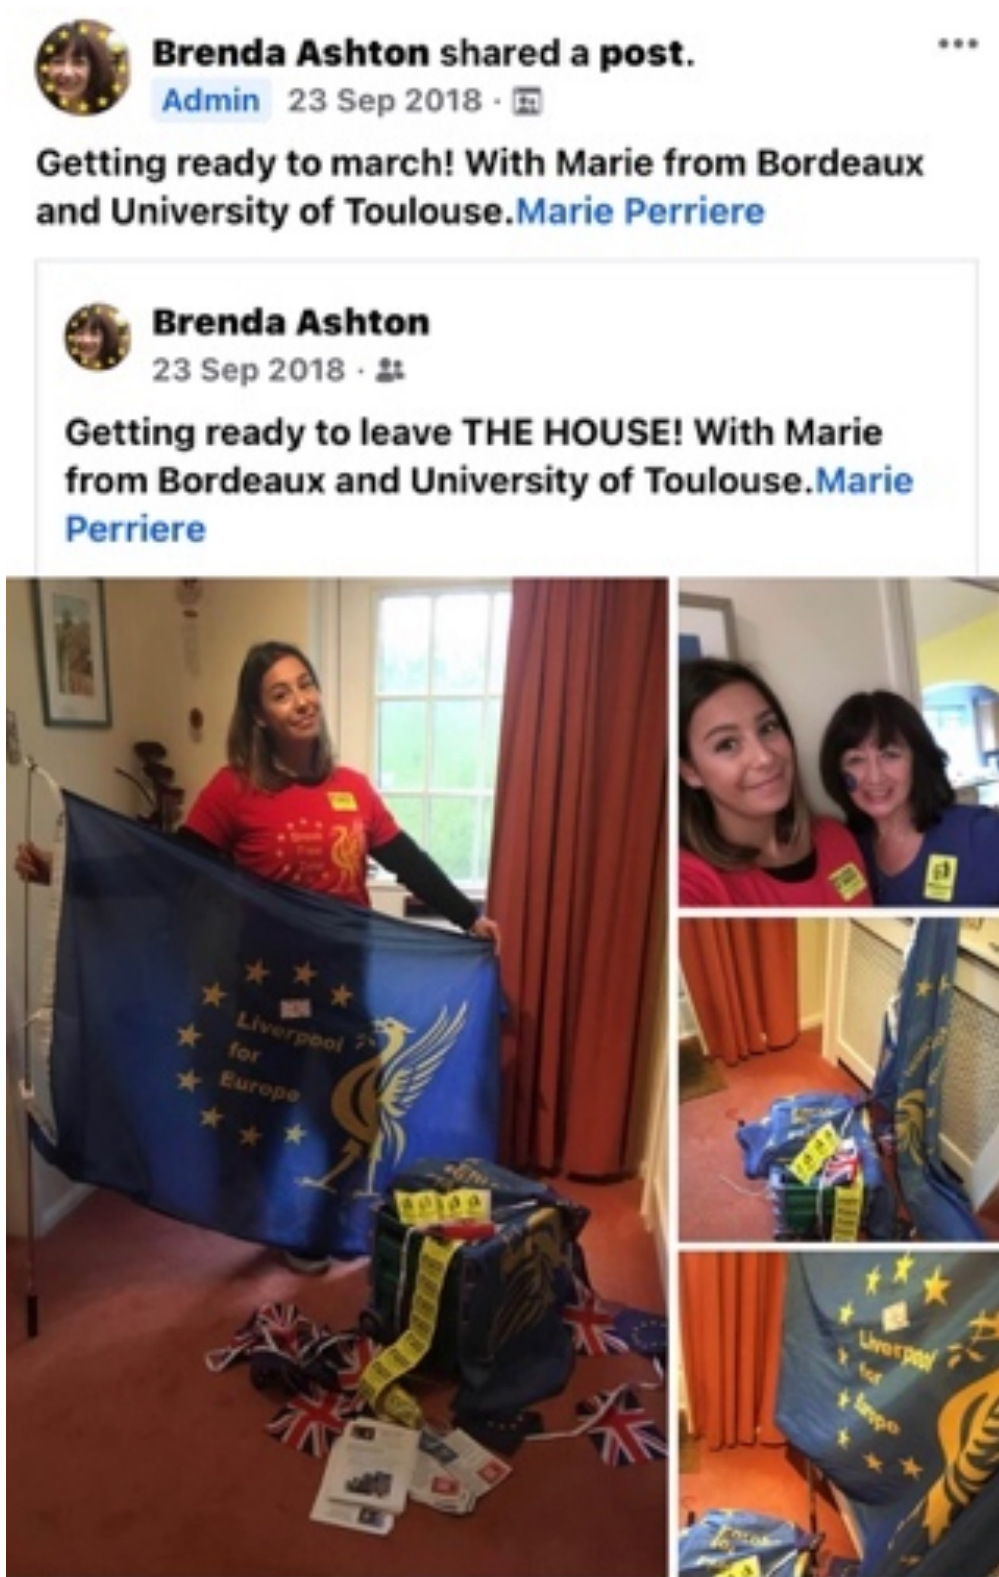 Brenda Ashton shared a post.
Admin 23 Sep 2018 ·
Getting ready to march! With Marie from Bordeaux
and University of Toulouse.Marie Perriere
Brenda Ashton
23 Sep 2018 ·
Getting ready to leave THE HOUSE! With Marie
from Bordeaux and University of Toulouse.Marie
Perriere
Liverpool
for
Europe
Liverpool
for
Europe